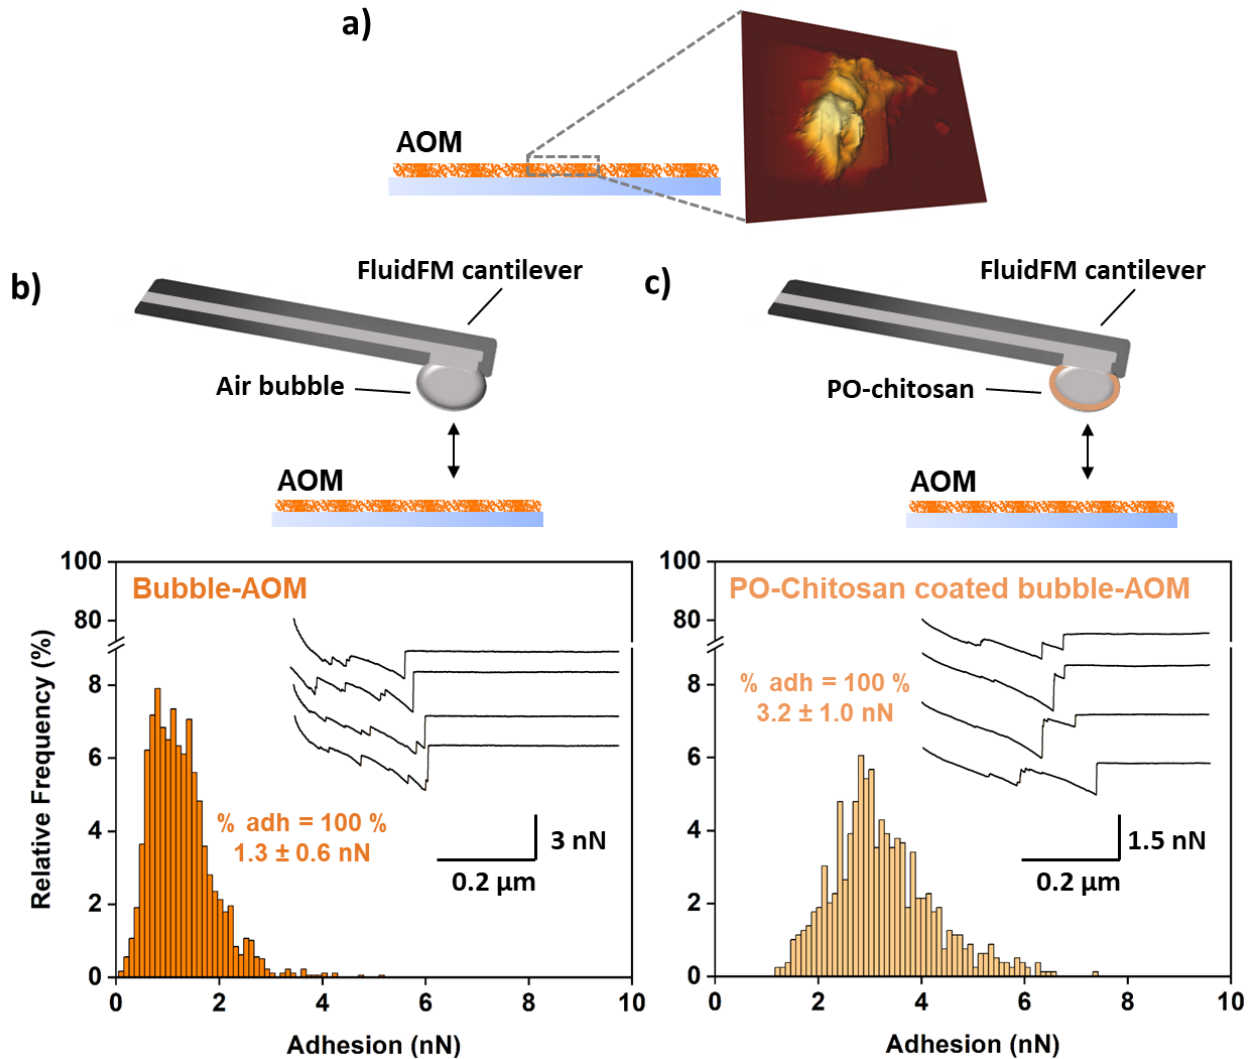 a)
AOM
b)
FluidFM cantilever
Air bubble
AOM
c)
FluidFM cantilever
PO-chitosan
AOM
Relative Frequency (%)
100
80
8
6
4
2
0
Bubble-AOM
% adh = 100 %
1.3 ± 0.6 nN
3 nN
0.2 µm
0 2 4 6 8 10
Adhesion (nN)
100
80
8
6
4
2
0
PO-Chitosan coated bubble-AOM
% adh = 100 %
3.2 ± 1.0 nN
1.5 nN
0.2 µm
0 2 4 6 8 10
Adhesion (nN)